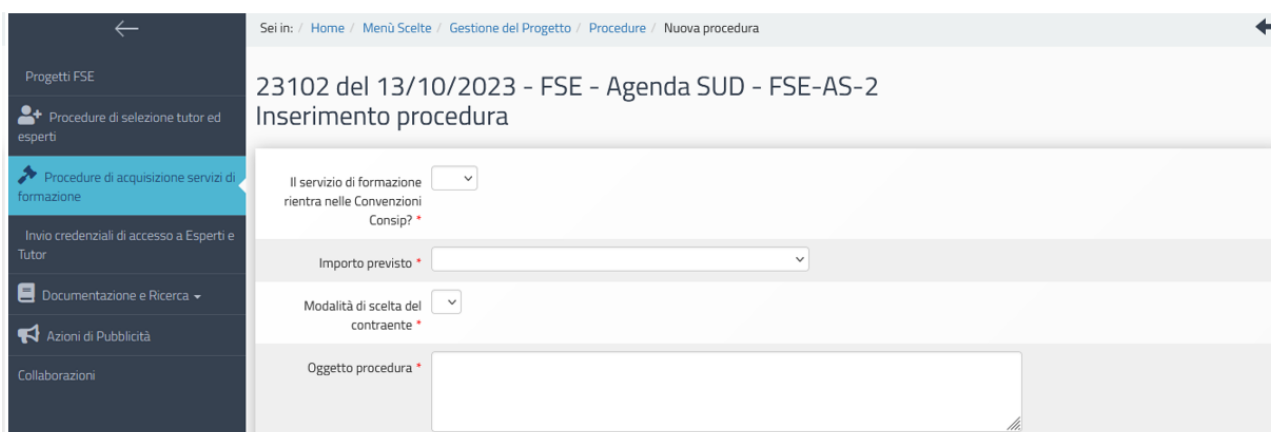 Sei in: / Home / Menù Scelte / Gestione del Progetto / Procedure / Nuova procedura
Progetti FSE
Procedure di selezione tutor ed
esperti
Procedure di acquisizione servizi di
formazione
Invio credenziali di accesso a Esperti e
Tutor
Documentazione e Ricerca
Azioni di Pubblicità
Collaborazioni
23102 del 13/10/2023 - FSE - Agenda SUD - FSE-AS-2
Inserimento procedura
Il servizio di formazione
rientra nelle Convenzioni
Consip? *
Importo previsto *
Modalità di scelta del
contraente *
Oggetto procedura *